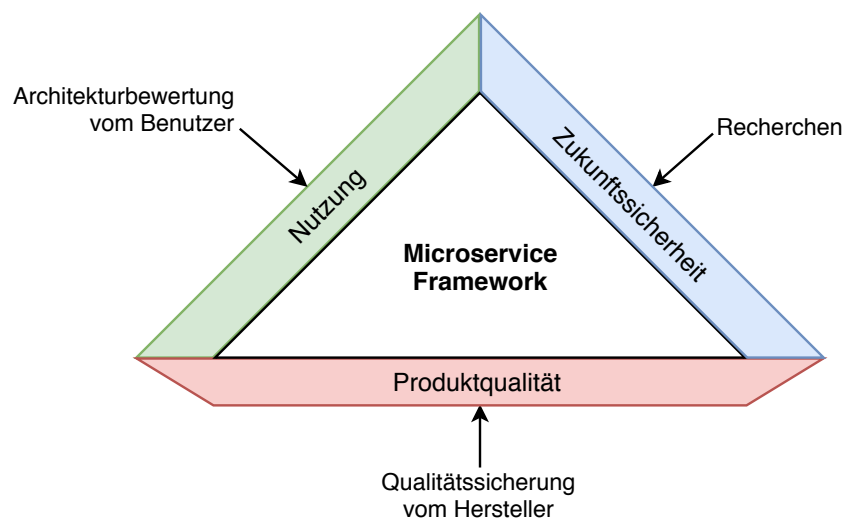 Architekturbewertung
vom Benutzer
Recherchen
Nutzung
Zukunftssicherheit
Microservice
Framework
Produktqualität
Qualitätssicherung
vom Hersteller